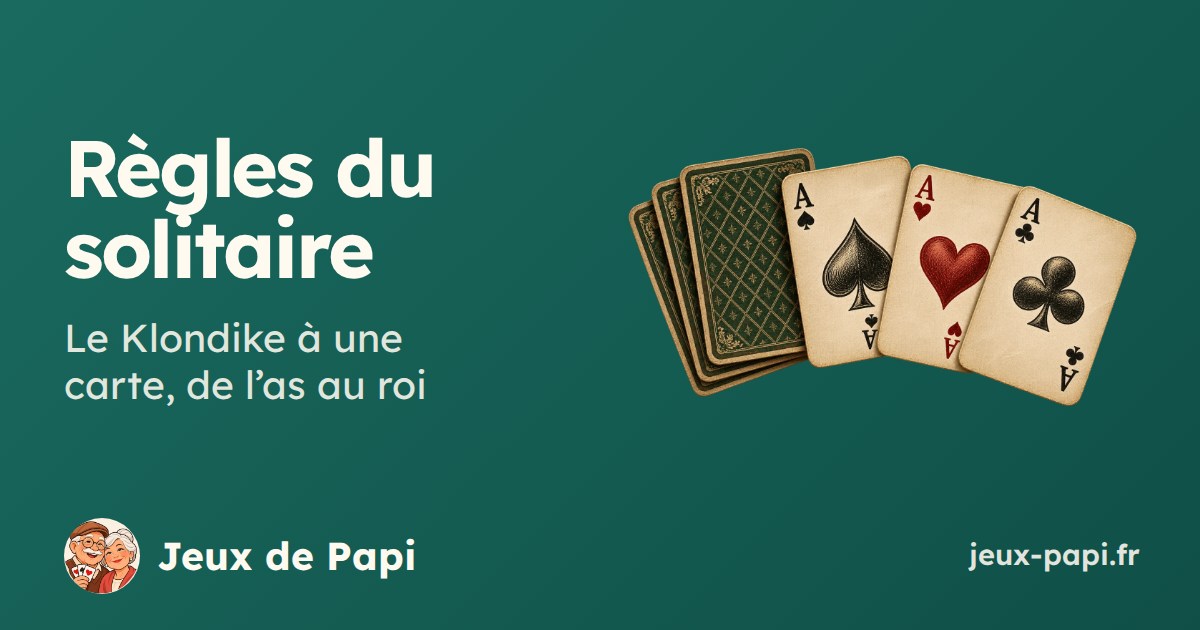 Règles du
solitaire
Le Klondike à une
carte, de l’as au roi
A
A
A
A
A
A
Jeux de Papi
jeux-papi.fr